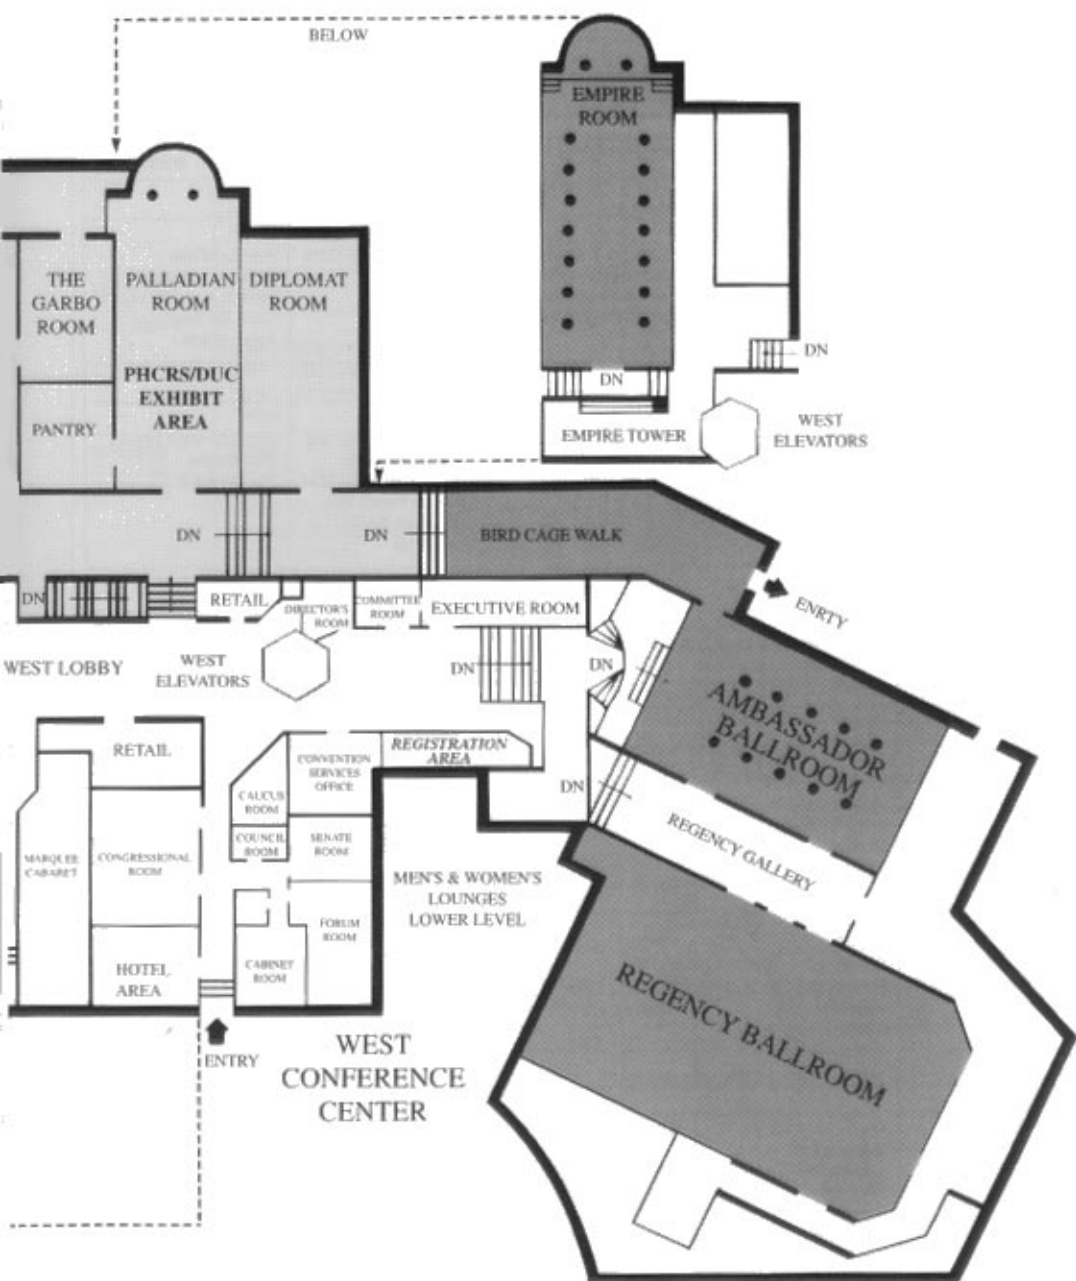 BELOW
EMPIRE
ROOM
THE
GARBO
ROOM
PALLADIAN
ROOM
DIPLOMAT
ROOM
PHCRS/DUC
EXHIBIT
AREA
PANTRY
DN
DN
EMPIRE TOWER
WEST
ELEVATORS
DN
DN
BIRD CAGE WALK
ENRTY
DN
RETAIL
DIRECTOR'S
ROOM
COMMITTEE
ROOM
EXECUTIVE ROOM
WEST LOBBY
WEST
ELEVATORS
DN
DN
AMBASSADOR
BALLROOM
RETAIL
CONVENTION
SERVICES
OFFICE
REGISTRATION
AREA
DN
CAUCUS
ROOM
COUNCIL
ROOM
SENATE
ROOM
REGENCY GALLERY
MARQUEE
CABARET
CONGRESSIONAL
ROOM
MEN'S & WOMEN'S
LOUNGES
LOWER LEVEL
FORUM
ROOM
HOTEL
AREA
CABINET
ROOM
REGENCY BALLROOM
ENTRY
WEST
CONFERENCE
CENTER